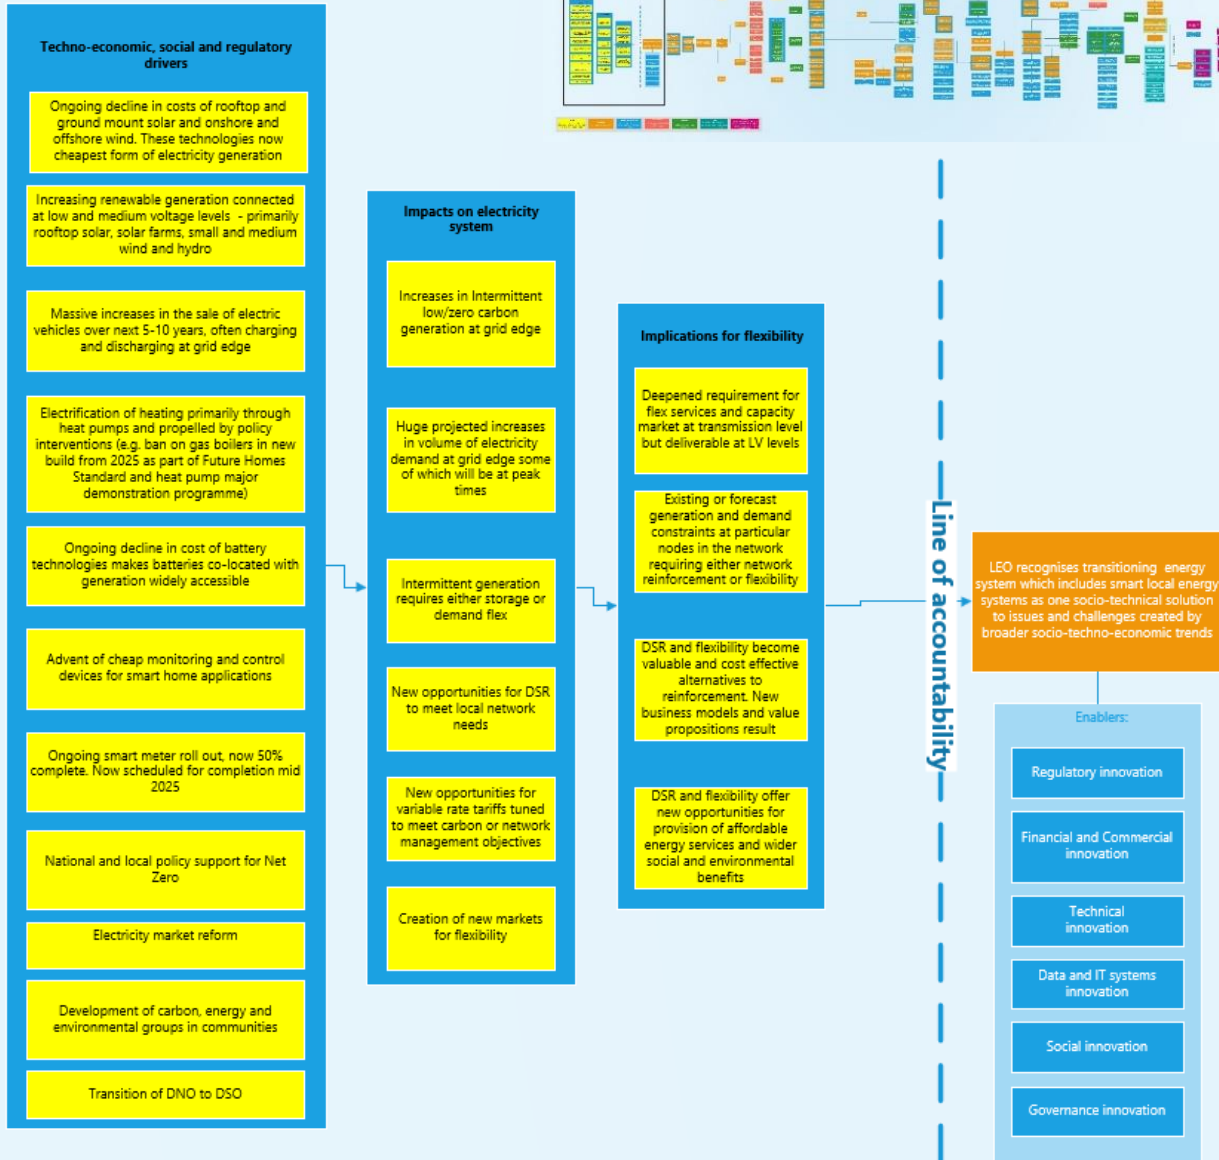 Techno-economic, social and regulatory
drivers
Ongoing decline in costs of rooftop and
ground mount solar and onshore and
offshore wind. These technologies now
cheapest form of electricity generation
Increasing renewable generation connected
at low and medium voltage levels - primarily
rooftop solar, solar farms, small and medium
wind and hydro
Massive increases in the sale of electric
vehicles over next 5-10 years, often charging
and discharging at grid edge
Electrification of heating primarily through
heat pumps and propelled by policy
interventions (e.g. ban on gas boilers in new
build from 2025 as part of Future Homes
Standard and heat pump major
demonstration programme)
Ongoing decline in cost of battery
technologies makes batteries co-located with
generation widely accessible
Advent of cheap monitoring and control
devices for smart home applications
Ongoing smart meter roll out, now 50%
complete. Now scheduled for completion mid
2025
National and local policy support for Net
Zero
Electricity market reform
Development of carbon, energy and
environmental groups in communities
Transition of DNO to DSO
Impacts on electricity
system
Increases in Intermittent
low/zero carbon
generation at grid edge
Huge projected increases
in volume of electricity
demand at grid edge some
of which will be at peak
times
Intermittent generation
requires either storage or
demand flex
New opportunities for DSR
to meet local network
needs
New opportunities for
variable rate tariffs tuned
to meet carbon or network
management objectives
Creation of new markets
for flexibility
Implications for flexibility
Deepened requirement for
flex services and capacity
market at transmission level
but deliverable at LV levels
Existing or forecast
generation and demand
constraints at particular
nodes in the network
requiring either network
reinforcement or flexibility
DSR and flexibility become
valuable and cost effective
alternatives to
reinforcement. New
business models and value
propositions result
DSR and flexibility offer
new opportunities for
provision of affordable
energy services and wider
social and environmental
benefits
Line of accountability
LEO recognises transitioning energy
system which includes smart local energy
systems as one socio-technical solution
to issues and challenges created by
broader socio-techno-economic trends
Enablers:
Regulatory innovation
Financial and Commercial
innovation
Technical
innovation
Data and IT systems
innovation
Social innovation
Governance innovation